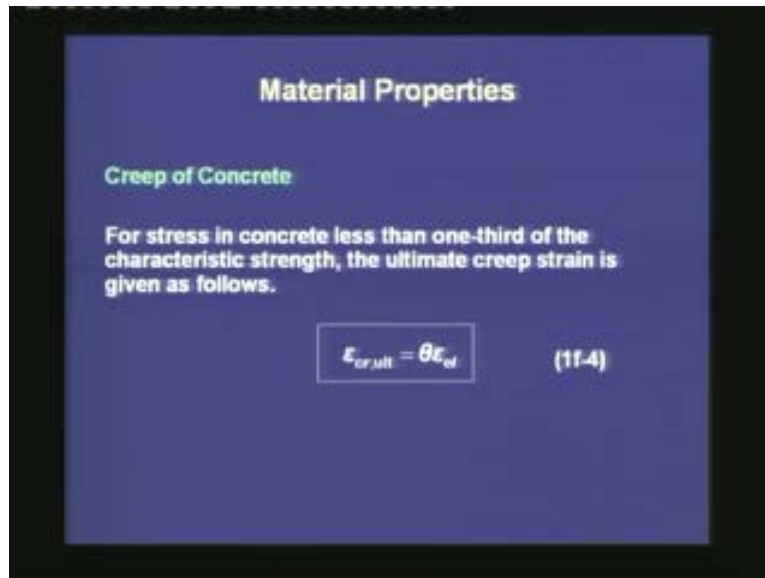 Material Properties
Creep of Concrete
For stress in concrete less than one-third of the
characteristic strength, the ultimate creep strain is
given as follows.
εcr,ult = θεel (1f-4)